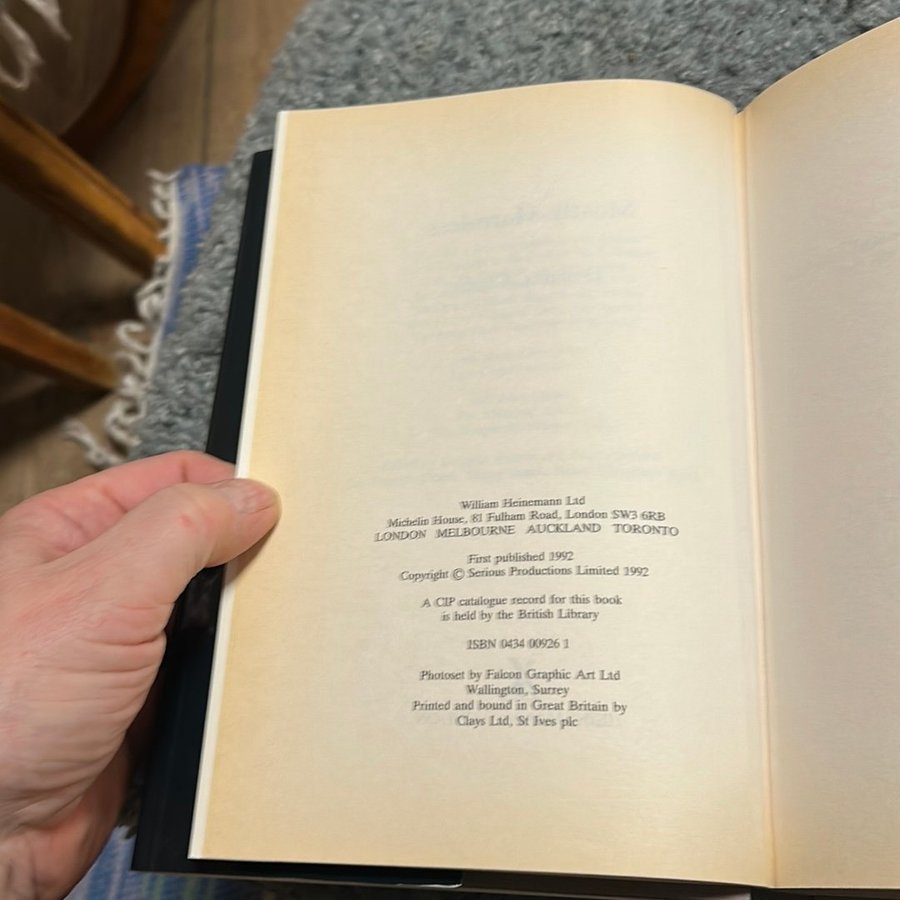 William Heinemann Ltd
Michelin House, 81 Fulham Road, London SW3 6RB
LONDON MELBOURNE AUCKLAND TORONTO
First published 1992
Copyright © Serious Productions Limited 1992
A CIP catalogue record for this book
is held by the British Library
ISBN 0434 00926 1
Photoset by Falcon Graphic Art Ltd
Wallington, Surrey
Printed and bound in Great Britain by
Clays Ltd, St Ives plc